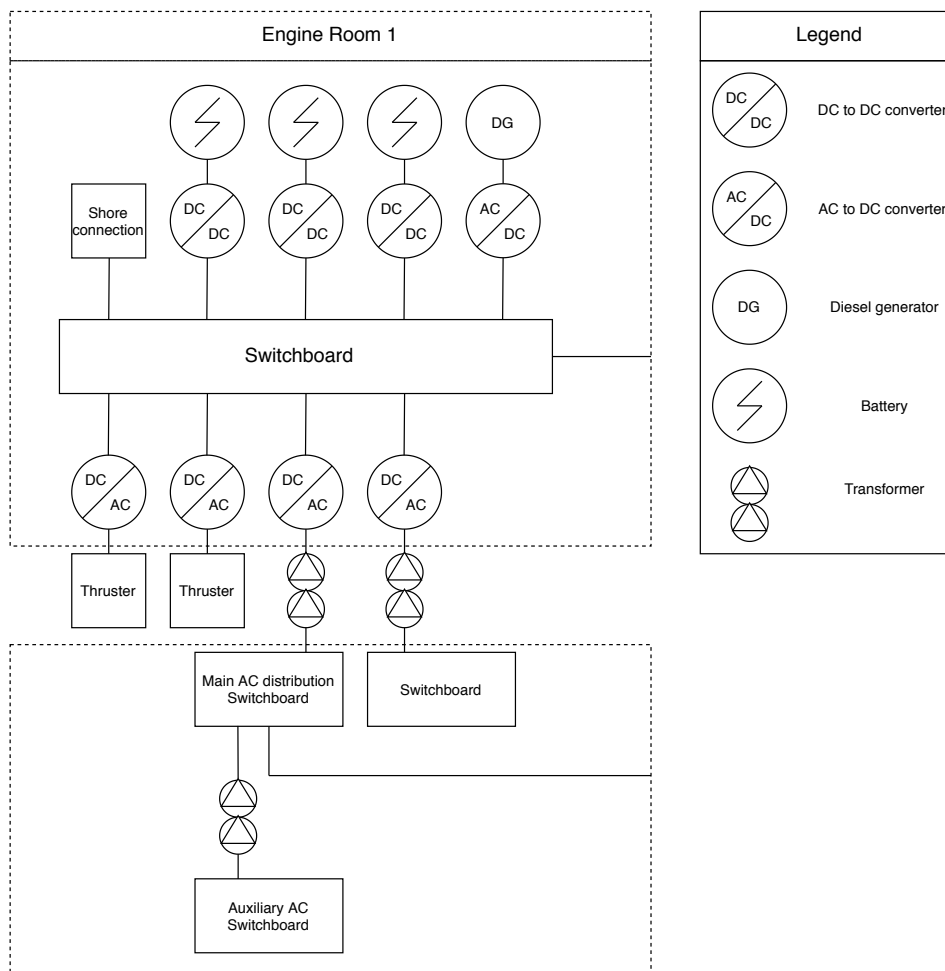 Engine Room 1
Legend
DC
DC
DC to DC converter
DG
Shore
connection
DC
DC
DC
DC
DC
DC
AC
DC
AC
DC
AC to DC converter
Switchboard
DG
Diesel generator
Battery
DC
AC
DC
AC
DC
AC
DC
AC
Transformer
Thruster
Thruster
Main AC distribution
Switchboard
Switchboard
Auxiliary AC
Switchboard